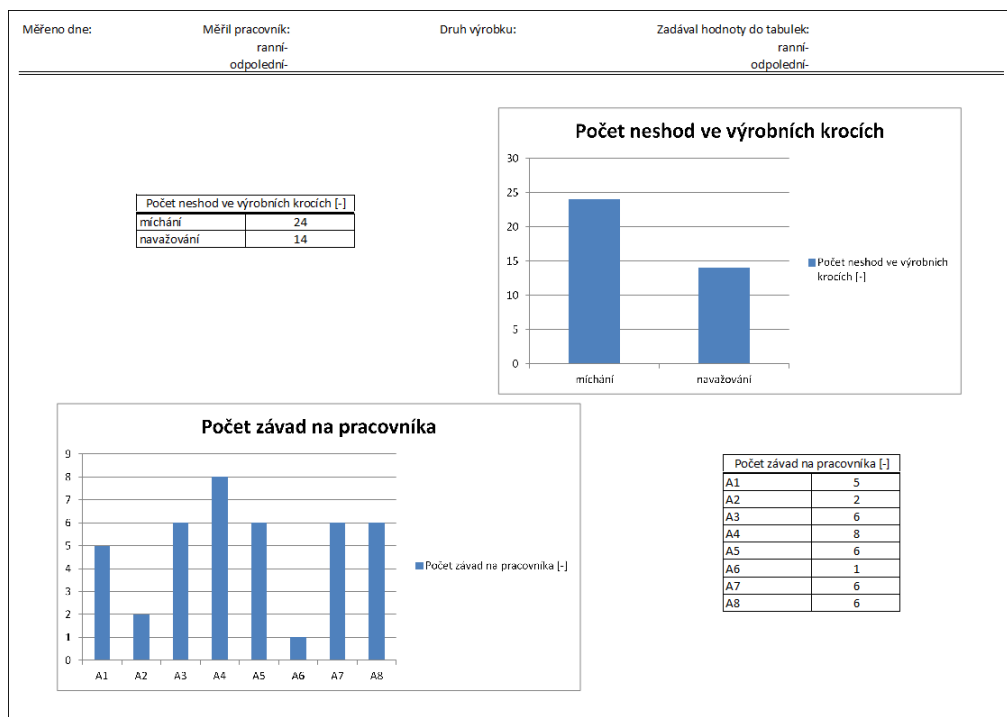 Měřeno dne: Měřil pracovník: Druh výrobku: Zadával hodnoty do tabulek:
ranní- ranní-
odpolední- odpolední-
Počet neshod ve výrobních krocích
30
25
20
15
10
5
0
míchání navažování
Počet neshod ve výrobních
krocích [-]
Počet neshod ve výrobních krocích [-]
míchání 24
navažování 14
Počet závad na pracovníka
9
8
7
6
5
4
3
2
1
0
A1 A2 A3 A4 A5 A6 A7 A8
Počet závad na pracovníka [-]
Počet závad na pracovníka [-]
A1 5
A2 2
A3 6
A4 8
A5 6
A6 1
A7 6
A8 6